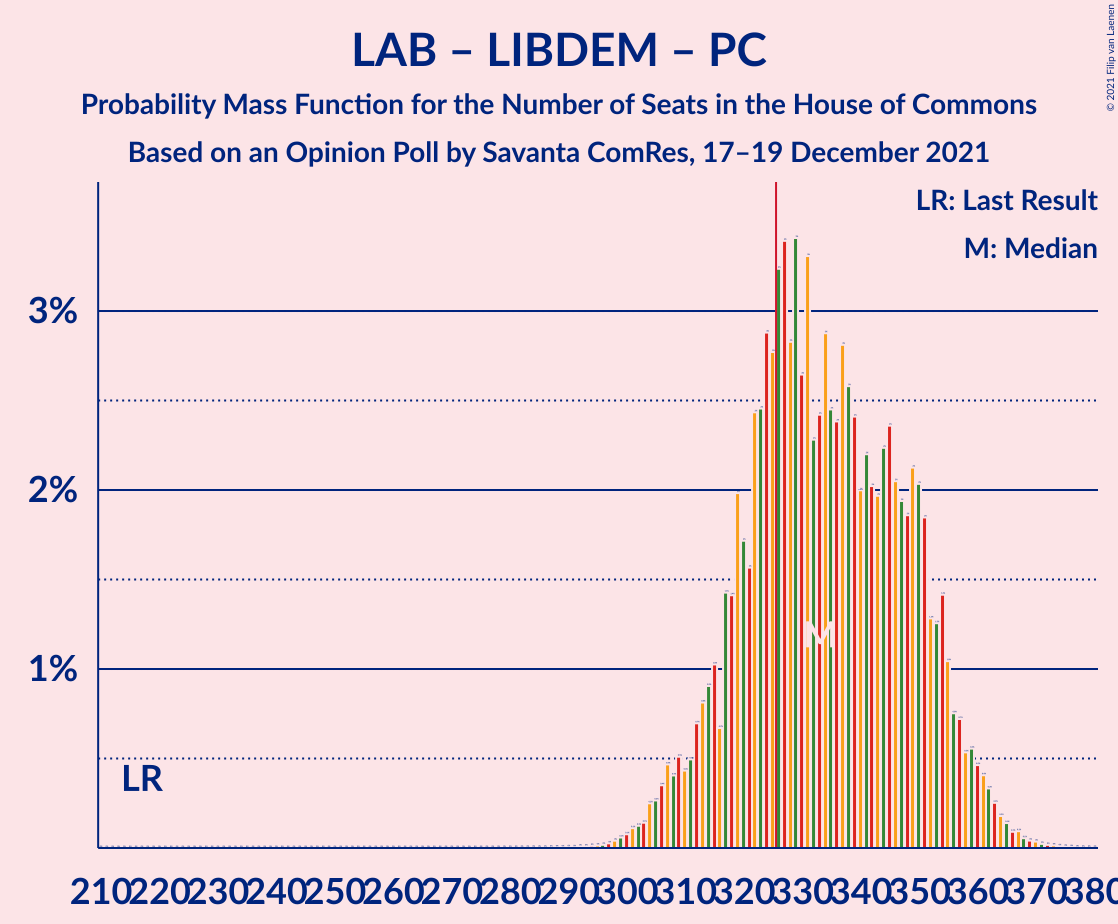 LAB – LIBDEM – PC
Probability Mass Function for the Number of Seats in the House of Commons
Based on an Opinion Poll by Savanta ComRes, 17–19 December 2021
© 2021 Filip van Laenen
LR: Last Result
M: Median
3%
2%
1%
M
LR
210 220 230 240 250 260 270 280 290 300 310 320 330 340 350 360 370 380